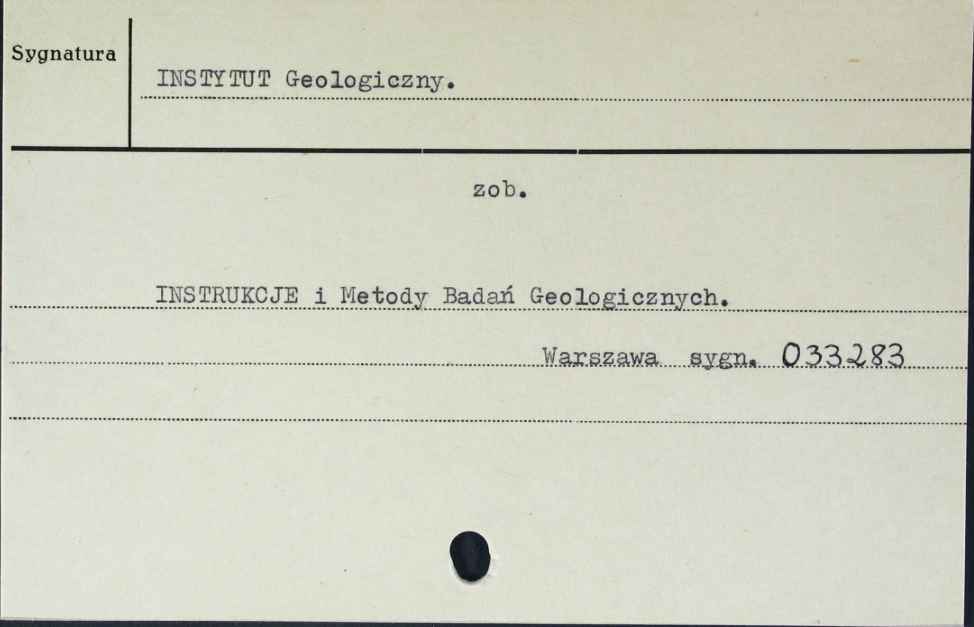 Sygnatura
INSTYTUT Geologiczny.
zob.
INSTRUKCJE i Metody Badań Geologicznych.
Warszawa sygn. 033283